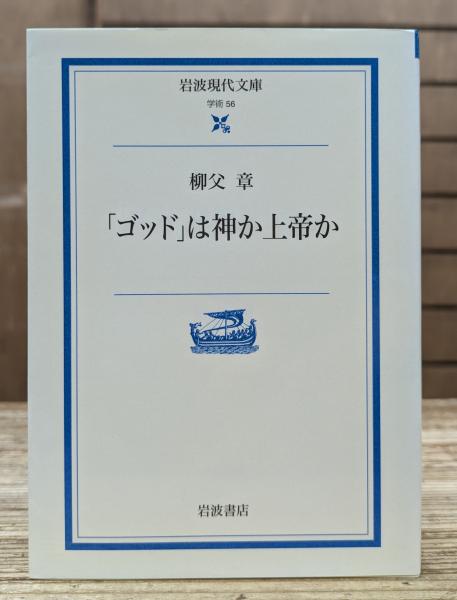 岩波現代文庫
学術 56
柳父 章
「ゴッド」は神か上帝か
岩波書店